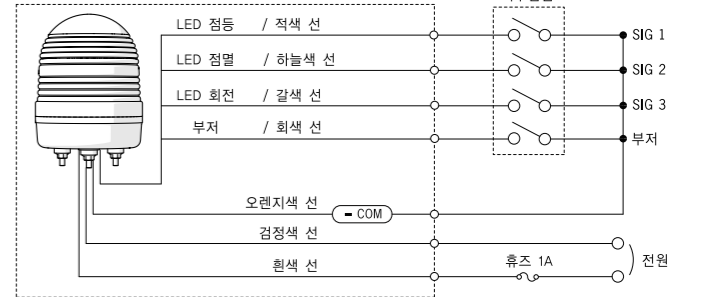 LED 점등 / 적색 선 SIG 1
LED 점멸 / 하늘색 선 SIG 2
LED 회전 / 갈색 선 SIG 3
부저 / 회색 선 부저
오렌지색 선 - COM
검정색 선
흰색 선 휴즈 1A 전원